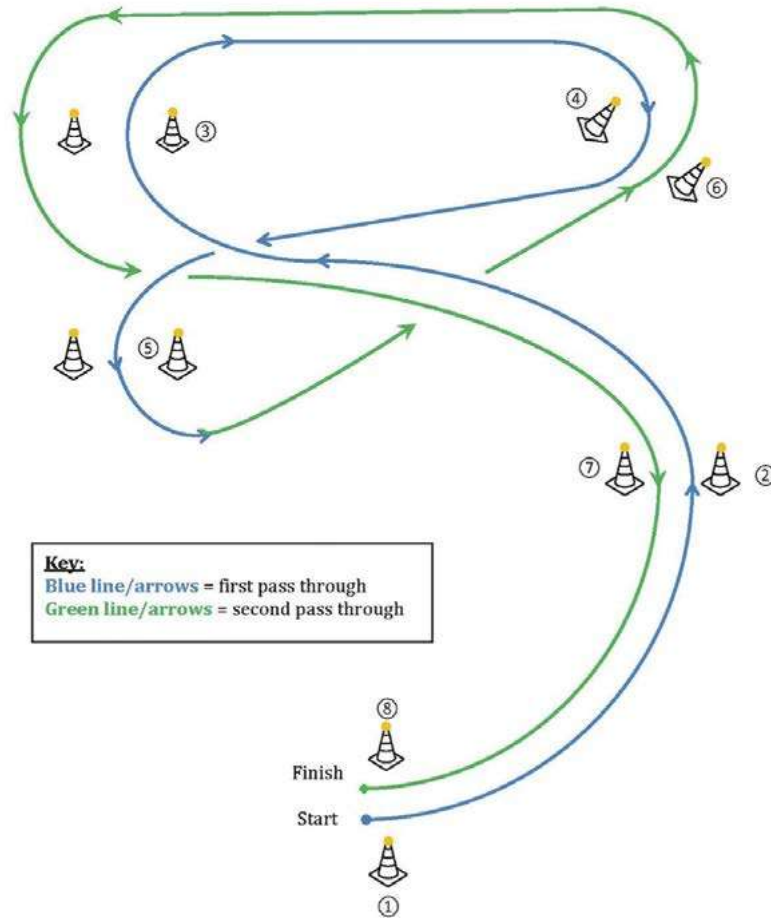 ④
③
⑥
⑤
⑦
②
Key:
Blue line/arrows = first pass through
Green line/arrows = second pass through
⑧
Finish
Start
①